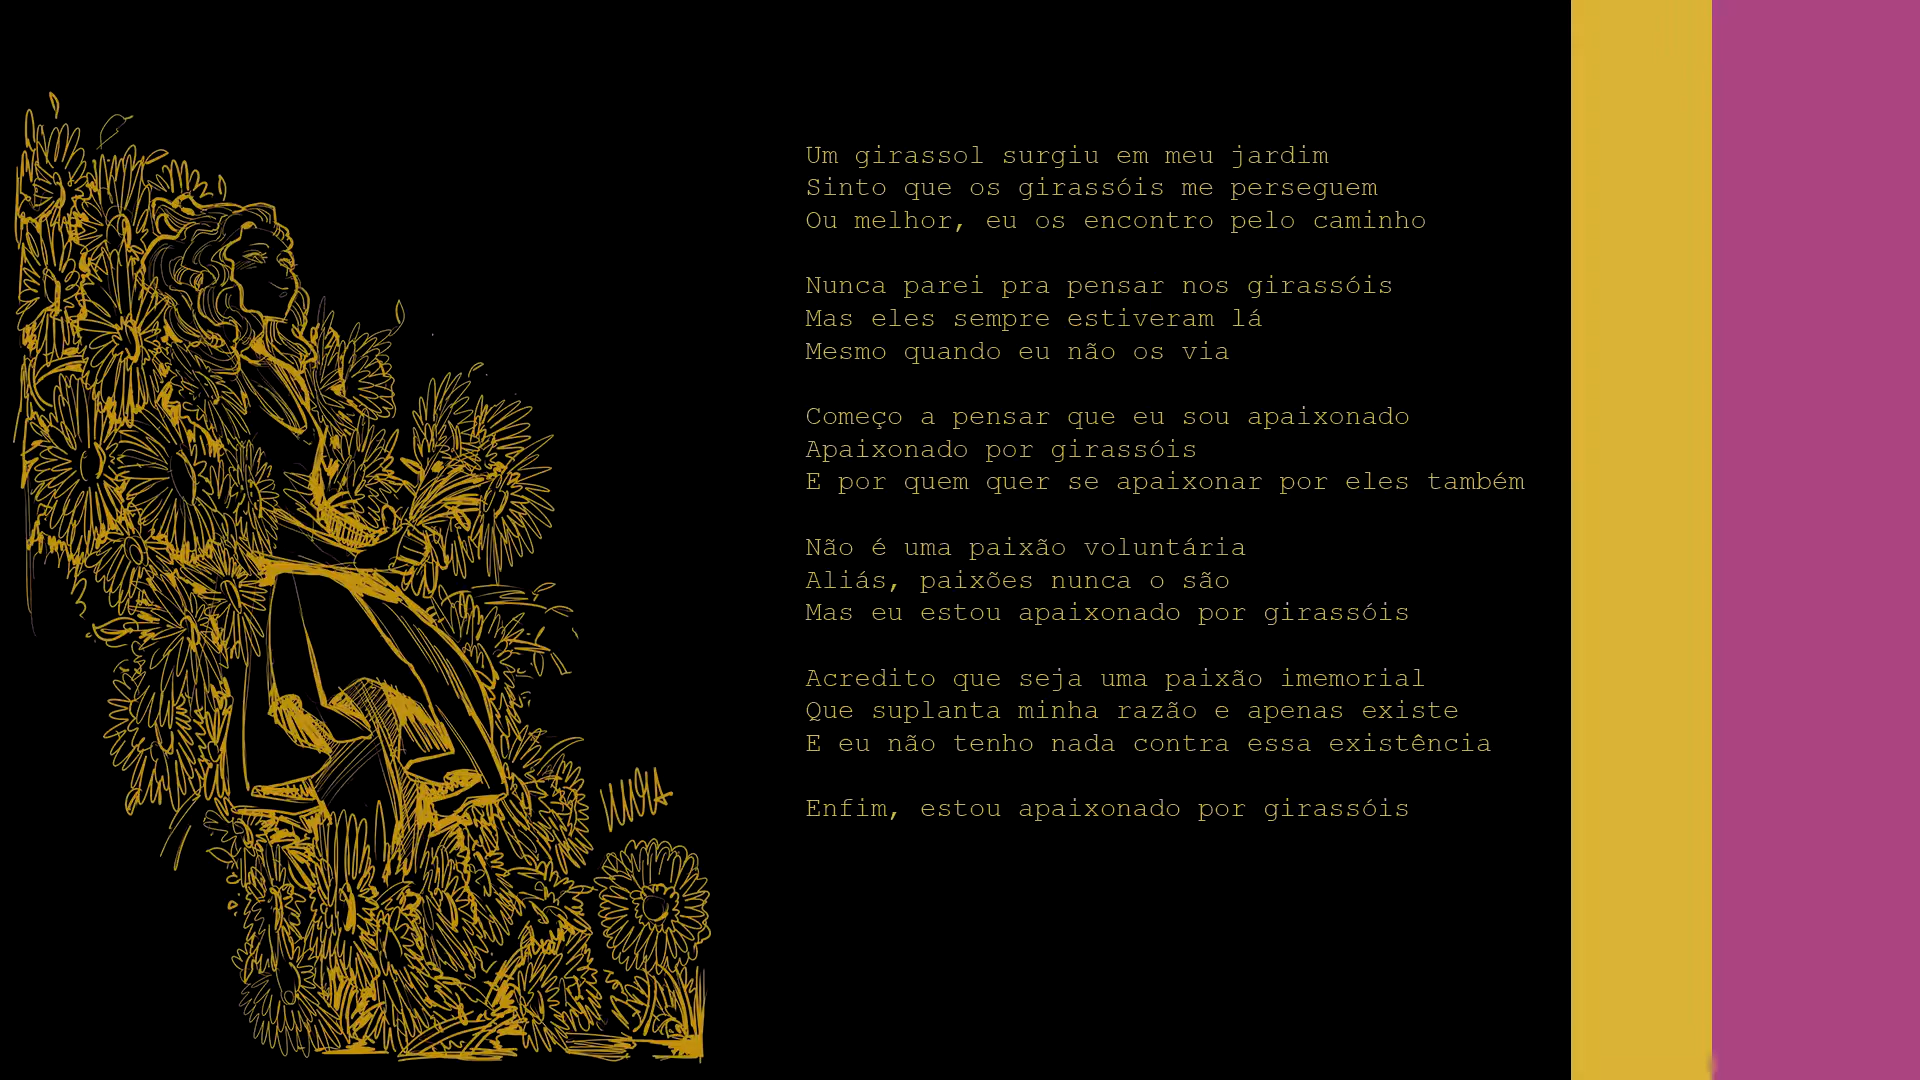 Um girassol surgiu em meu jardim
Sinto que os girassóis me perseguem
Ou melhor, eu os encontro pelo caminho
Nunca parei pra pensar nos girassóis
Mas eles sempre estiveram lá
Mesmo quando eu não os via
Começo a pensar que eu sou apaixonado
Apaixonado por girassóis
E por quem quer se apaixonar por eles também
Não é uma paixão voluntária
Aliás, paixões nunca o são
Mas eu estou apaixonado por girassóis
Acredito que seja uma paixão imemorial
Que suplanta minha razão e apenas existe
E eu não tenho nada contra essa existência
Enfim, estou apaixonado por girassóis